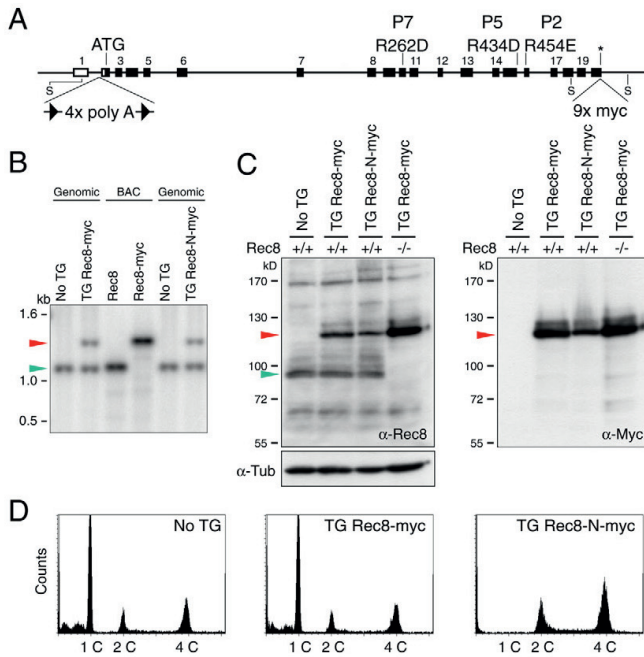 A
P7 P5 P2
ATG R262D R434D R454E
1 3 5 6 7 8 11 12 13 14 17 19 *
S S S
4x poly A 9x myc
B
Genomic BAC Genomic
No TG TG Rec8-myc Rec8 Rec8-myc No TG TG Rec8-N-myc
kb
1.6
1.0
0.5
C
No TG TG Rec8-myc TG Rec8-N-myc TG Rec8-myc
Rec8 +/+ +/+ +/+ -/-
kD
170
130
100
72
55
α-Rec8
α-Tub
No TG TG Rec8-myc TG Rec8-N-myc TG Rec8-myc
+/+ +/+ +/+ -/-
kD
170
130
100
72
55
α-Myc
D
Counts
No TG
1 C 2 C 4 C
TG Rec8-myc
1 C 2 C 4 C
TG Rec8-N-myc
1 C 2 C 4 C